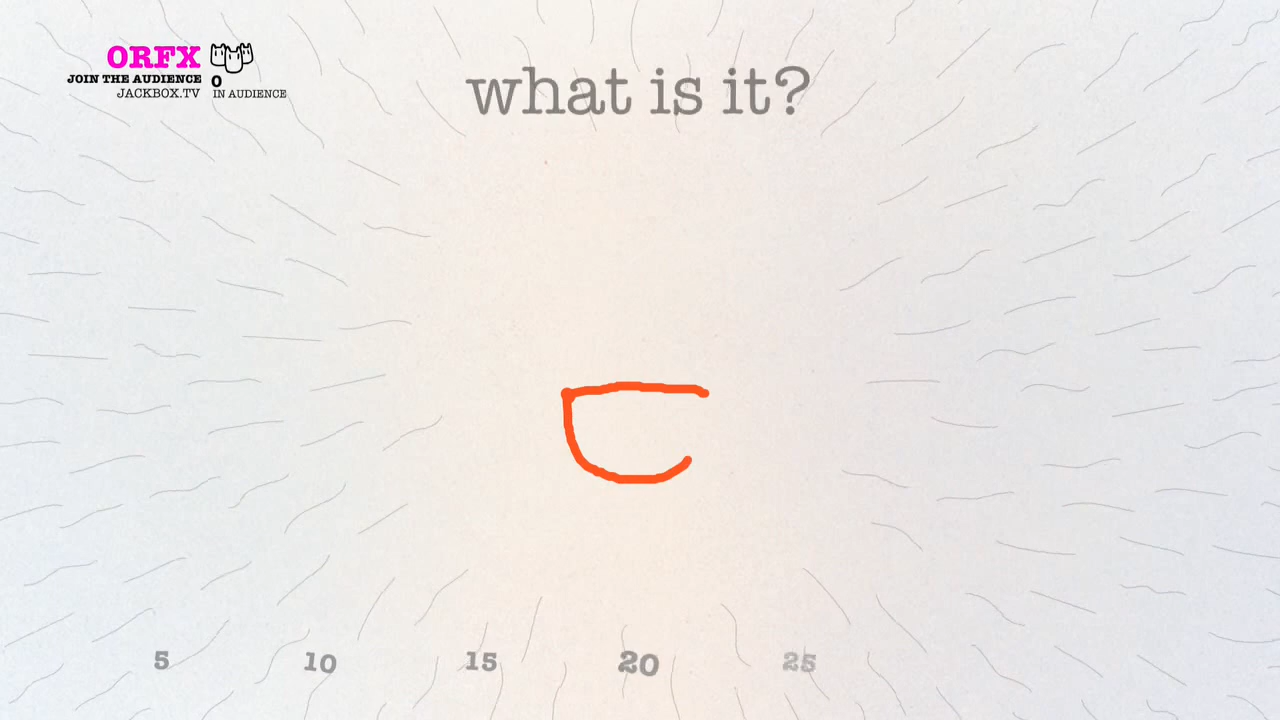 ORFX
JOIN THE AUDIENCE
JACKBOX.TV
0
IN AUDIENCE
what is it?
5 10 15 20 25